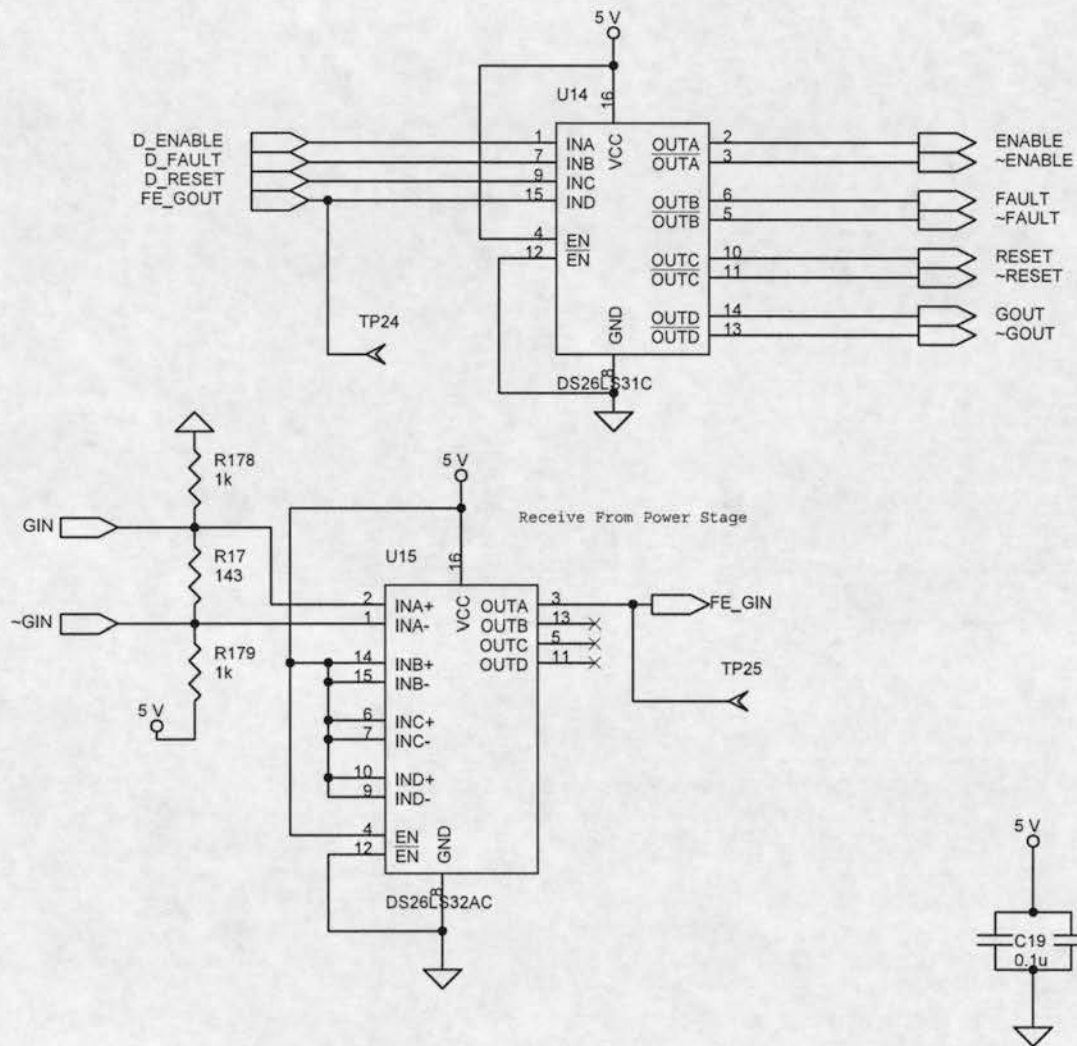 5 V
U14
16
D_ENABLE 1 INA VCC OUTA 2 ENABLE
D_FAULT 7 INB OUTA 3 ~ENABLE
D_RESET 9 INC
FE_GOUT 15 IND OUTB 6 FAULT
OUTB 5 ~FAULT
4 EN
12 EN OUTC 10 RESET
OUTC 11 ~RESET
GND OUTD 14 GOUT
OUTD 13 ~GOUT
TP24
8
DS26LS31C
R178
1k
5 V
Receive From Power Stage
GIN
U15
16
R17
143
2 INA+ VCC OUTA 3 FE_GIN
~GIN 1 INA- OUTB 13
OUTC 5
14 INB+ OUTD 11
15 INB-
R179
1k
TP25
5 V
6 INC+
7 INC-
10 IND+
9 IND-
4 EN
12 EN GND
8
DS26LS32AC
5 V
C19
0.1u